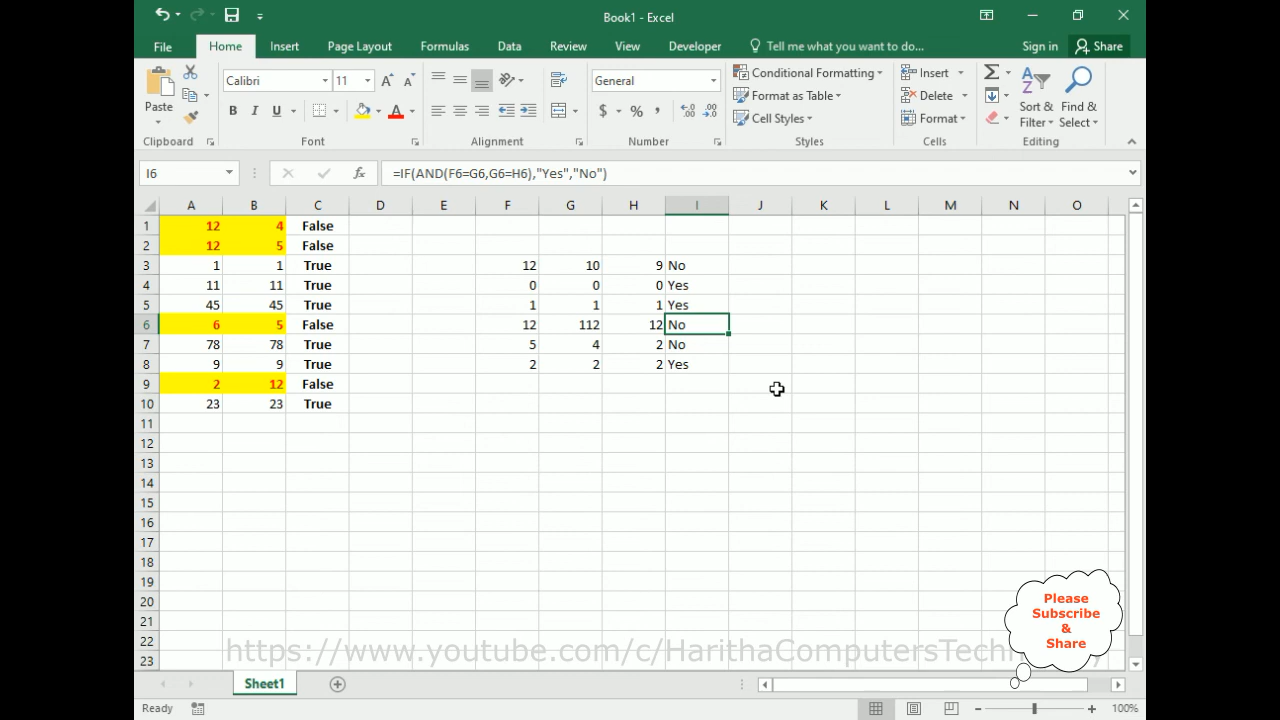 Book1 - Excel
File Home Insert Page Layout Formulas Data Review View Developer Tell me what you want to do... Sign in Share
Paste Calibri 11 B I U A General $ % , Conditional Formatting Format as Table Cell Styles Insert Delete Format Sort & Filter Find & Select
Clipboard Font Alignment Number Styles Cells Editing
I6 fx =IF(AND(F6=G6,G6=H6),"Yes","No")
A B C D E F G H I J K L M N O
1 12 4 False
2 12 5 False
3 1 1 True 12 10 9 No
4 11 11 True 0 0 0 Yes
5 45 45 True 1 1 1 Yes
6 6 5 False 12 112 12 No
7 78 78 True 5 4 2 No
8 9 9 True 2 2 2 Yes
9 2 12 False
10 23 23 True
11
12
13
14
15
16
17
18
19
20
21
22
23
Please
Subscribe
&
Share
https://www.youtube.com/c/HarithaComputersTech
Sheet1
Ready 100%